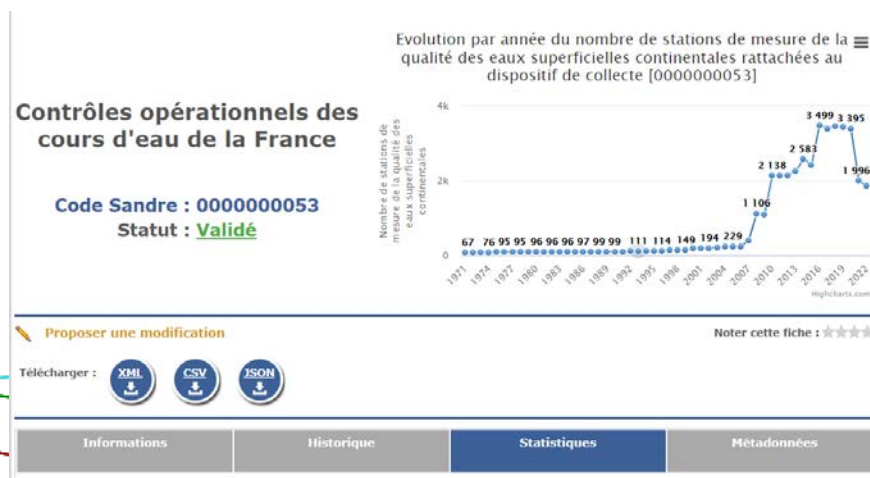 Evolution par année du nombre de stations de mesure de la
qualité des eaux superficielles continentales rattachées au
dispositif de collecte [0000000053]
Contrôles opérationnels des
cours d'eau de la France
Code Sandre : 0000000053
Statut : Validé
Nombre de stations de
mesure de la qualité des
eaux superficielles
continentales
4k
2k
0
67 76 95 95 96 96 96 97 99 99 111 114 149 194 229 1 106 2 138 2 583 3 499 3 395 1 996
1971 1974 1977 1980 1983 1986 1989 1992 1995 1998 2001 2004 2007 2010 2013 2016 2019 2022
Highcharts.com
Proposer une modification
Noter cette fiche :
Télécharger :
XML
CSV
JSON
Informations
Historique
Statistiques
Métadonnées